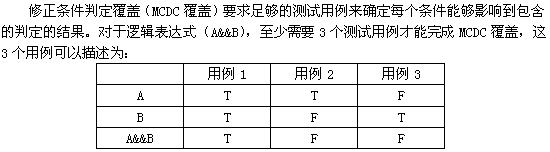 修正条件判定覆盖（MCDC 覆盖）要求足够的测试用例来确定每个条件能够影响到包含
的判定的结果。对于逻辑表达式（A&&B），至少需要 3 个测试用例才能完成 MCDC 覆盖，这
3 个用例可以描述为：
用例 1 用例 2 用例 3
A T T F
B T F T
A&&B T F F